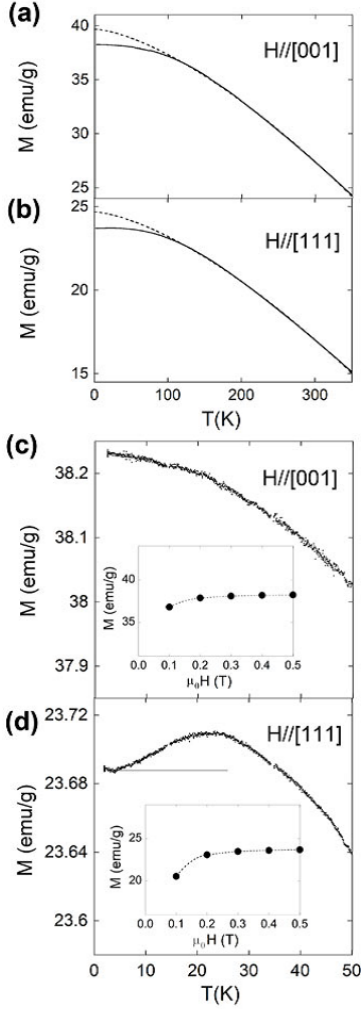 (a)
40
35
30
25
M (emu/g)
H//[001]
(b)
25
20
15
M (emu/g)
H//[111]
0 100 200 300
T(K)
(c)
38.2
38.1
38
37.9
M (emu/g)
H//[001]
40
35
M (emu/g)
0.0 0.1 0.2 0.3 0.4 0.5
μ₀H (T)
(d)
23.72
23.68
23.64
23.6
M (emu/g)
H//[111]
25
20
M (emu/g)
0.0 0.1 0.2 0.3 0.4 0.5
μ₀H (T)
0 10 20 30 40 50
T(K)